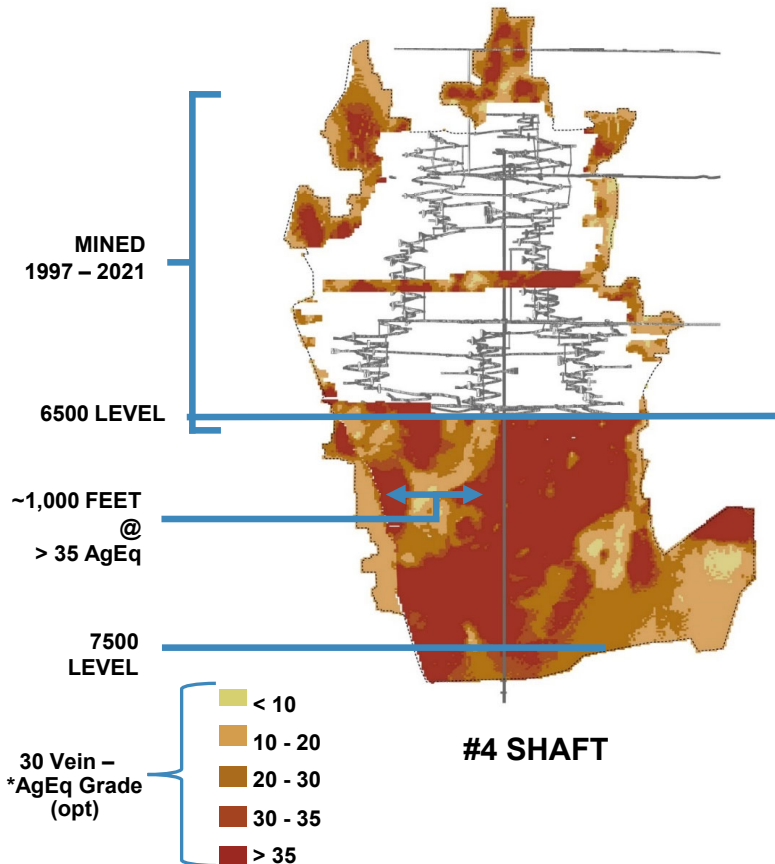 MINED
1997 – 2021
6500 LEVEL
~1,000 FEET
@
> 35 AgEq
7500
LEVEL
30 Vein –
*AgEq Grade
(opt)
< 10
10 - 20
20 - 30
30 - 35
> 35
#4 SHAFT